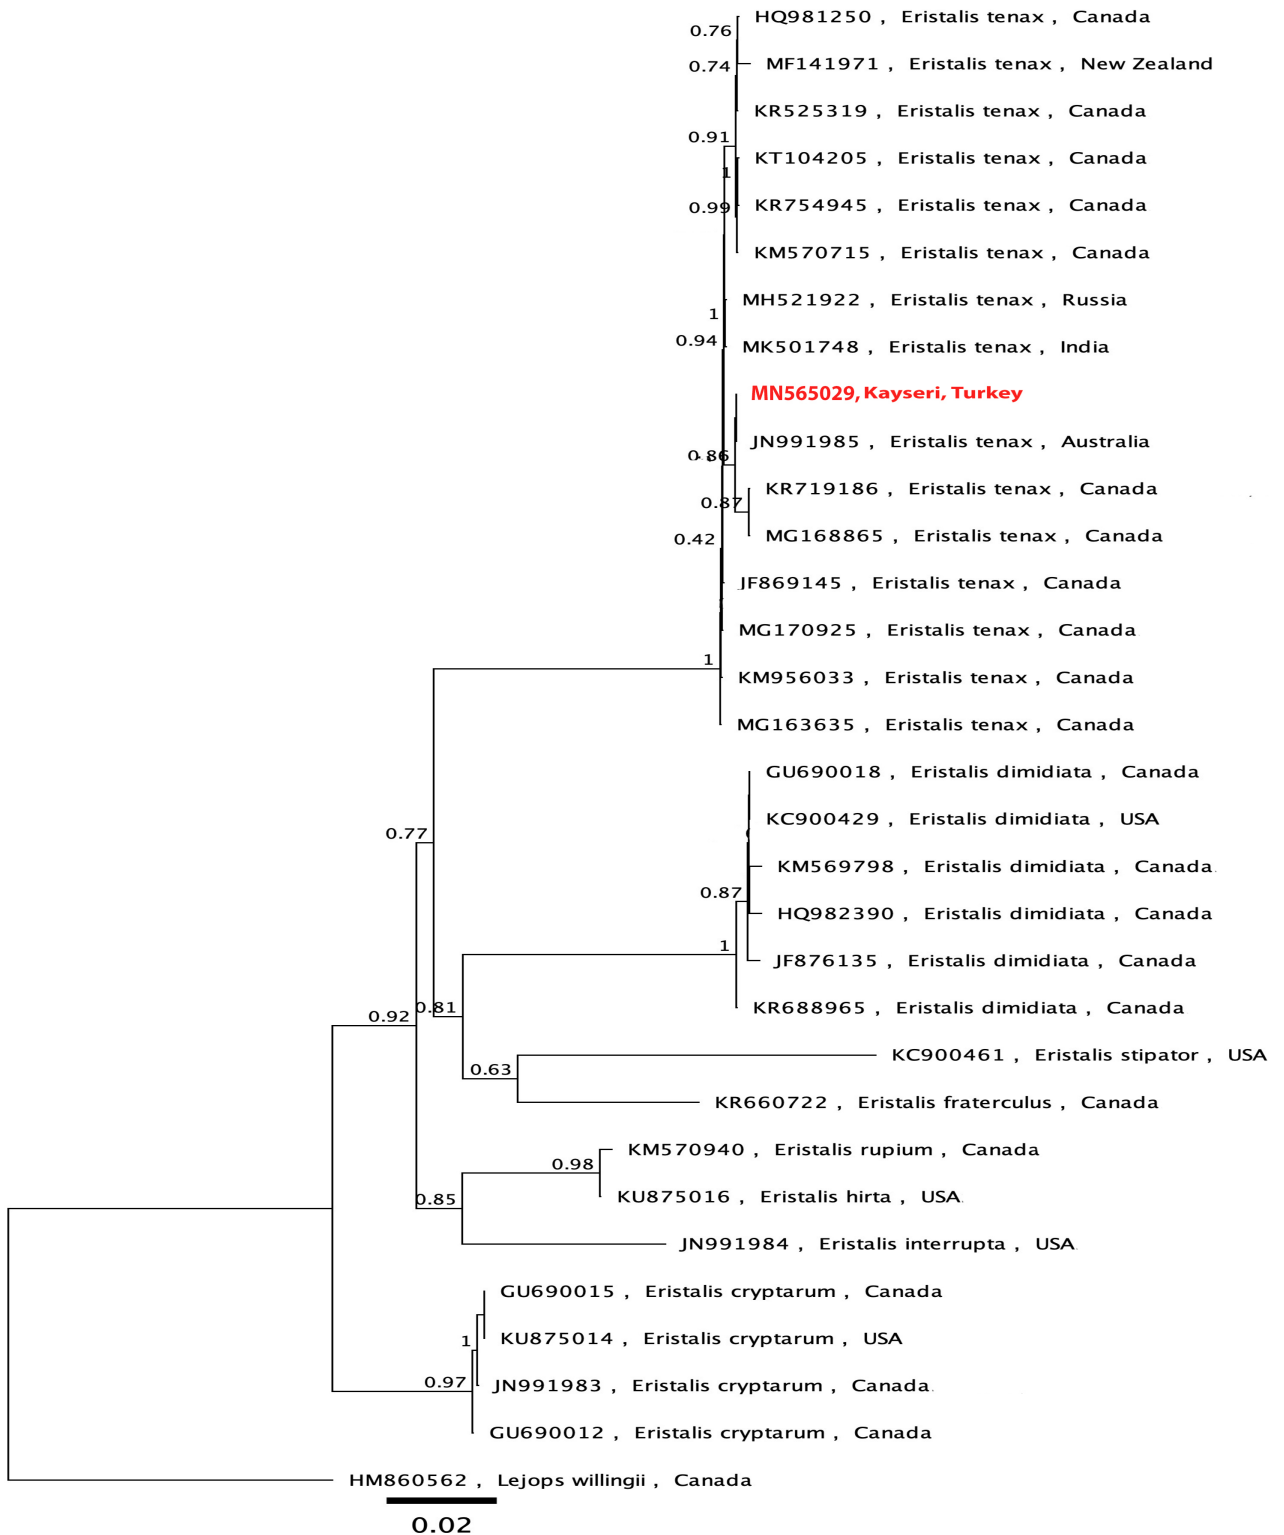 HQ981250 , Eristalis tenax , Canada
0.76
MF141971 , Eristalis tenax , New Zealand
0.74
KR525319 , Eristalis tenax , Canada
0.91
KT104205 , Eristalis tenax , Canada
1
KR754945 , Eristalis tenax , Canada
0.99
KM570715 , Eristalis tenax , Canada
MH521922 , Eristalis tenax , Russia
1
0.94
MK501748 , Eristalis tenax , India
MN565029, Kayseri, Turkey
JN991985 , Eristalis tenax , Australia
0.86
KR719186 , Eristalis tenax , Canada
0.87
MG168865 , Eristalis tenax , Canada
0.42
JF869145 , Eristalis tenax , Canada
MG170925 , Eristalis tenax , Canada
1
KM956033 , Eristalis tenax , Canada
MG163635 , Eristalis tenax , Canada
GU690018 , Eristalis dimidiata , Canada
KC900429 , Eristalis dimidiata , USA
0.77
KM569798 , Eristalis dimidiata , Canada
0.87
HQ982390 , Eristalis dimidiata , Canada
1
JF876135 , Eristalis dimidiata , Canada
KR688965 , Eristalis dimidiata , Canada
0.92
0.81
KC900461 , Eristalis stipator , USA
0.63
KR660722 , Eristalis fraterculus , Canada
KM570940 , Eristalis rupium , Canada
0.98
KU875016 , Eristalis hirta , USA
0.85
JN991984 , Eristalis interrupta , USA
GU690015 , Eristalis cryptarum , Canada
KU875014 , Eristalis cryptarum , USA
1
JN991983 , Eristalis cryptarum , Canada
0.97
GU690012 , Eristalis cryptarum , Canada
HM860562 , Lejops willingii , Canada
0.02